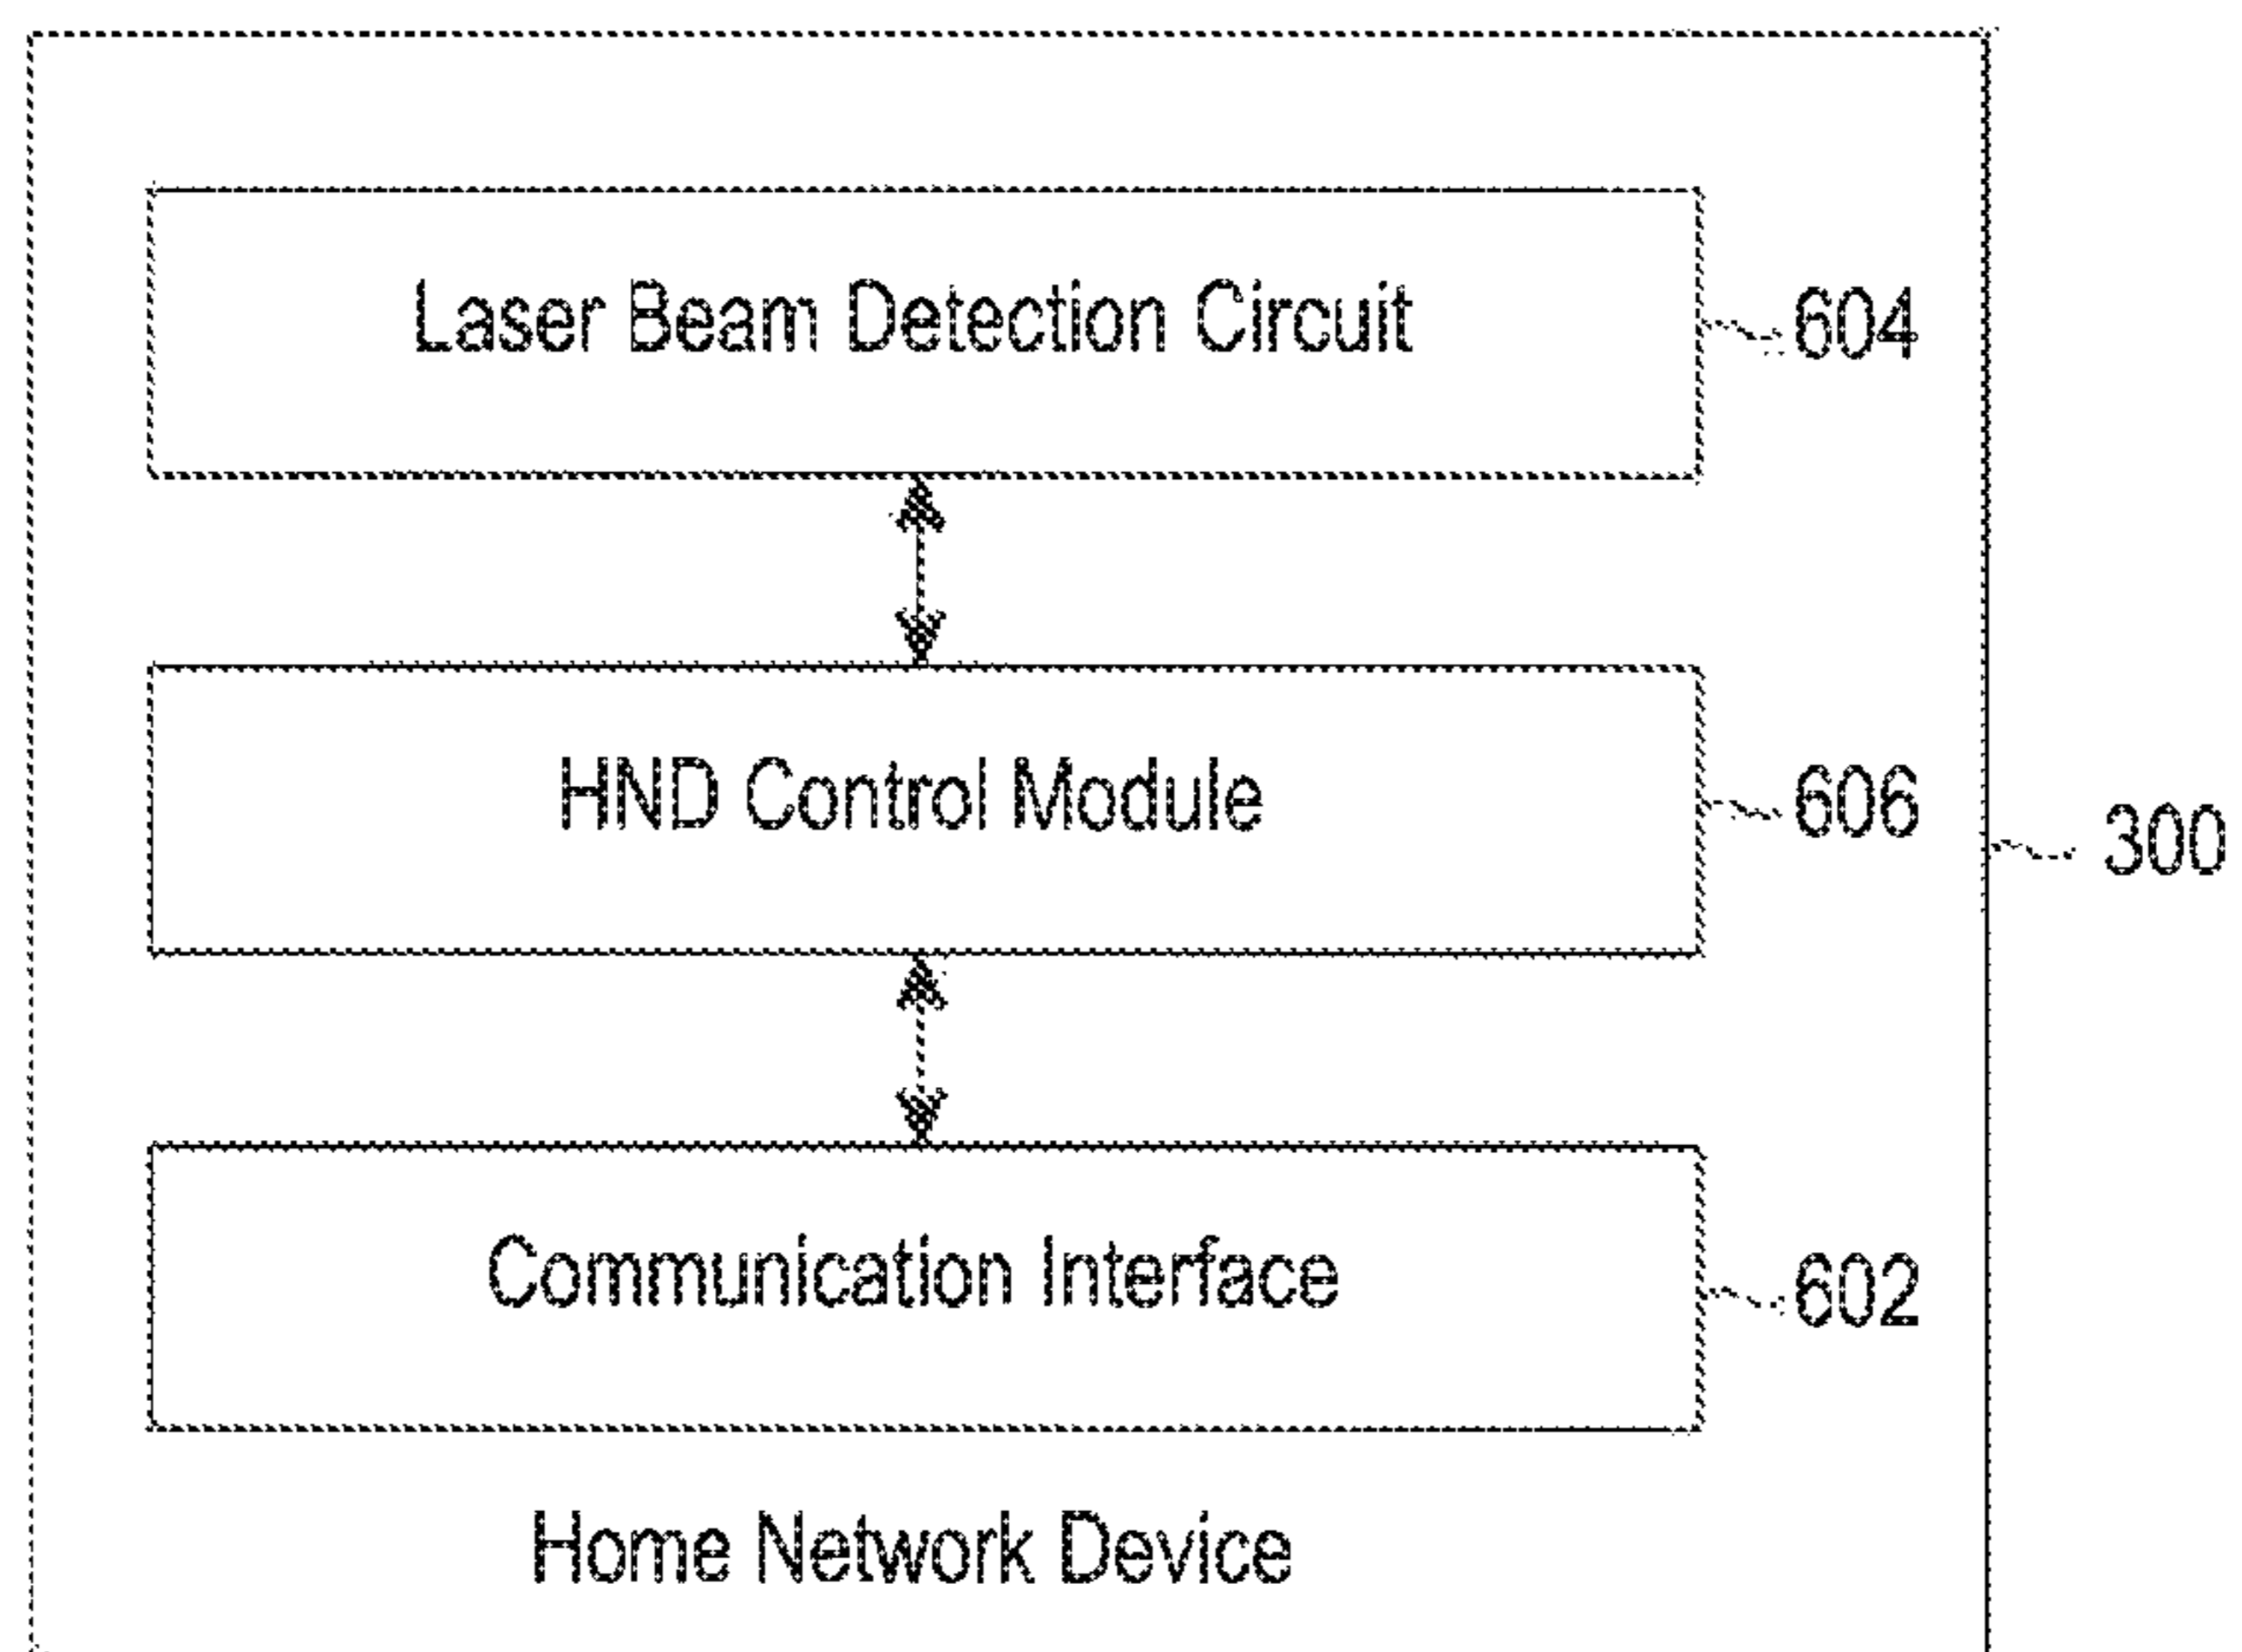 Laser Beam Detection Circuit
604
HND Control Module
606
300
Communication Interface
602
Home Network Device